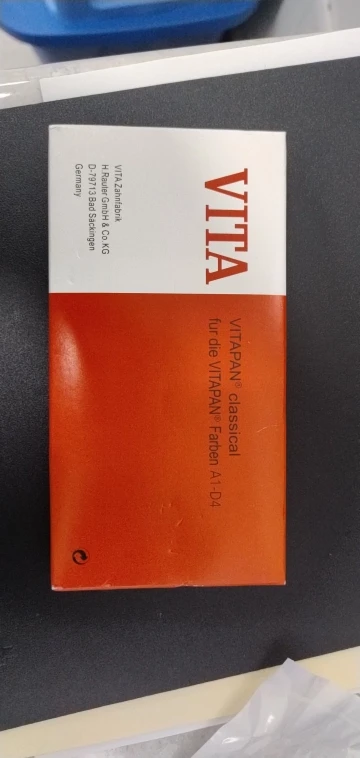 VITA
VITAPAN® classical
für die VITAPAN® Farben A1-D4
VITA Zahnfabrik
H.Rauter GmbH & Co.KG
D-79713 Bad Säckingen
Germany